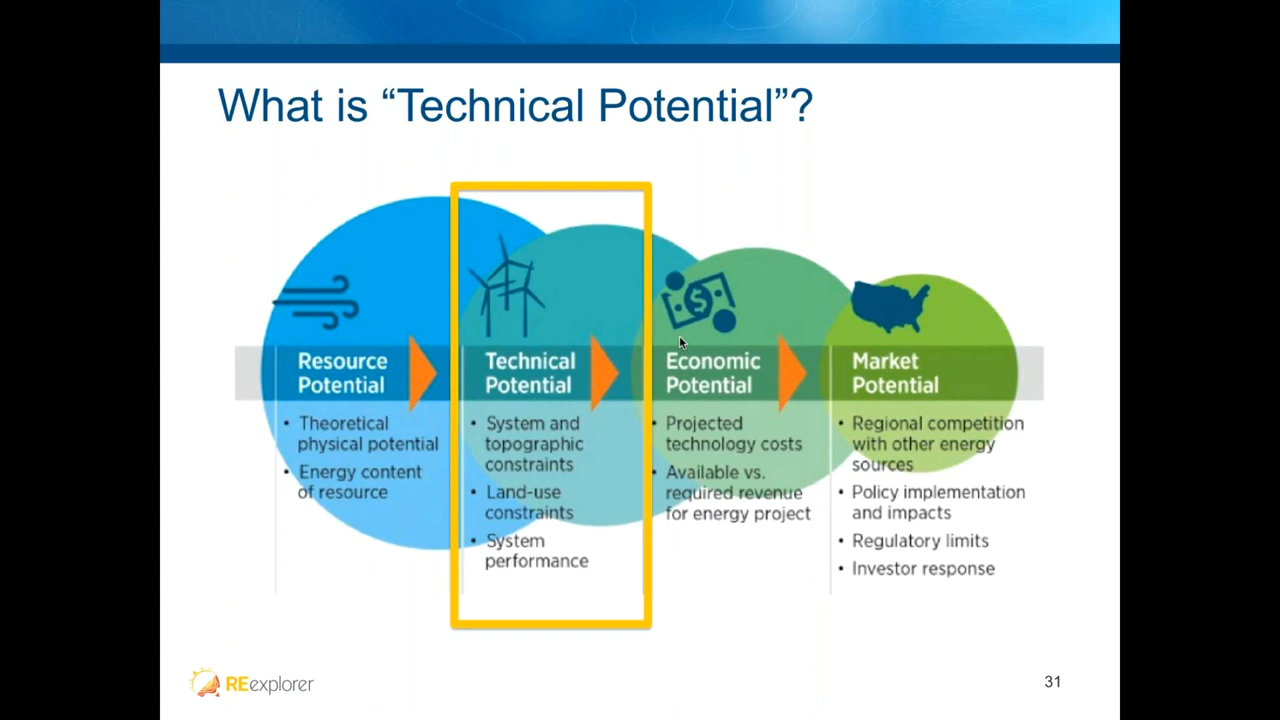 What is “Technical Potential”?
Resource
Potential
• Theoretical
physical potential
• Energy content
of resource
Technical
Potential
• System and
topographic
constraints
• Land-use
constraints
• System
performance
$
Economic
Potential
• Projected
technology costs
• Available vs.
required revenue
for energy project
Market
Potential
• Regional competition
with other energy
sources
• Policy implementation
and impacts
• Regulatory limits
• Investor response
REexplorer
31